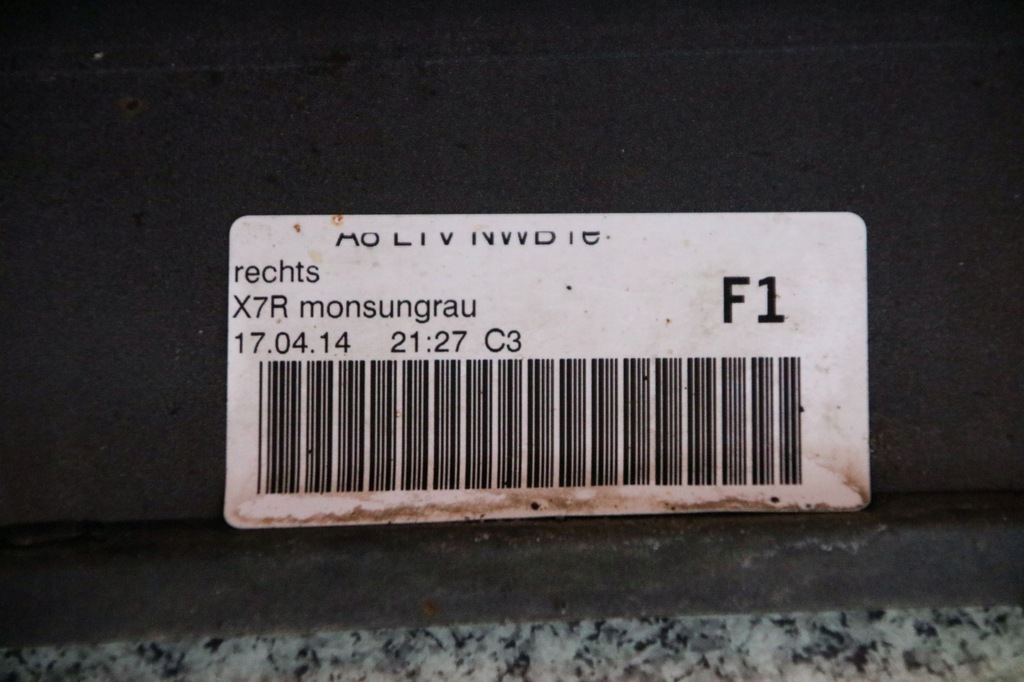 rechts
X7R monsungrau
F1
17.04.14 21:27 C3